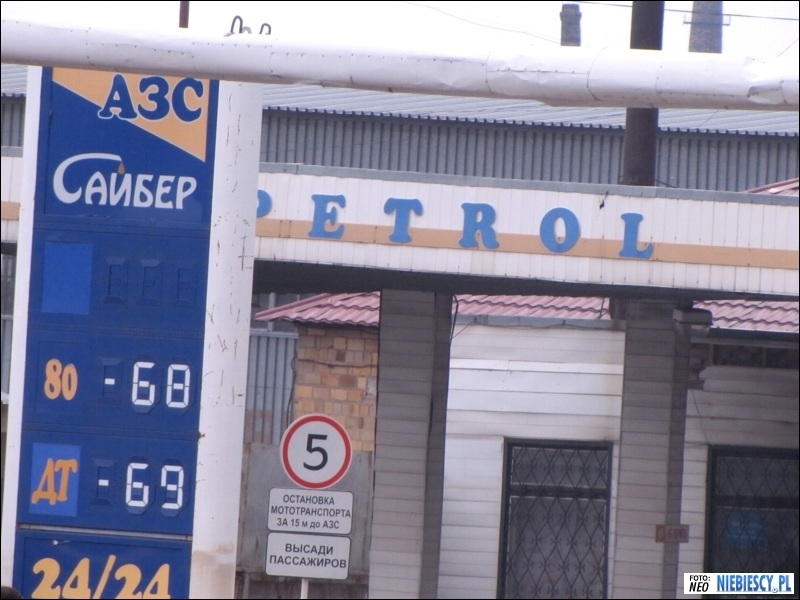 АЗС
САЙБЕР
PETROL
80 -68
ДТ -69
24/24
5
ОСТАНОВКА
МОТОТРАНСПОРТА
ЗА 15 м до АЗС
ВЫСАДИ
ПАССАЖИРОВ
FOTO:
NEO
NIEBIESCY.PL